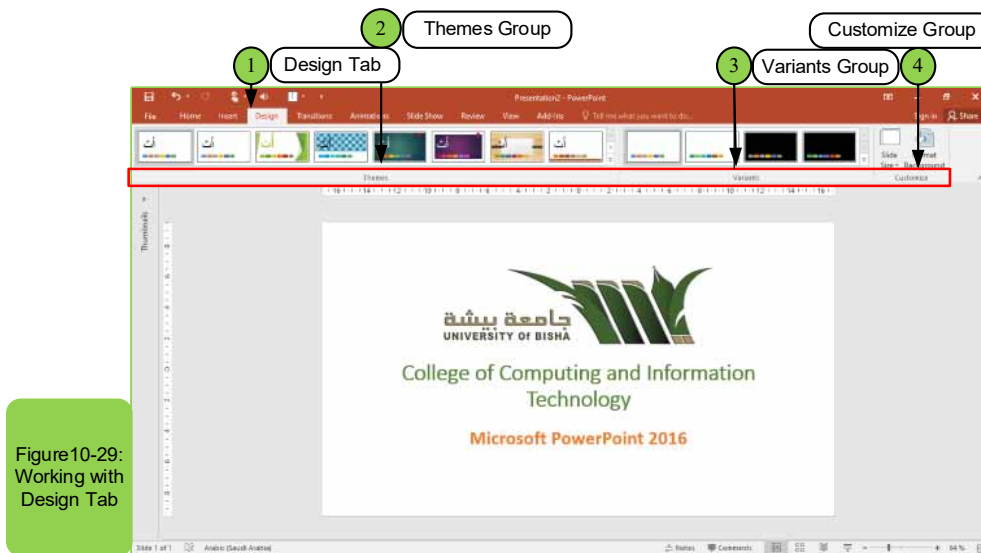 2 Themes Group
Customize Group
1 Design Tab
3 Variants Group 4
Presentation2 - PowerPoint
File Home Insert Design Transitions Animations Slide Show Review View Add-Ins Tell me what you want to do... Sign in Share
Slide Format
Size Background
Themes Variants Customize
Thumbnails
جامعة بيشة
UNIVERSITY OF BISHA
College of Computing and Information
Technology
Microsoft PowerPoint 2016
Figure10-29:
Working with
Design Tab
Slide 1 of 1 Arabic (Saudi Arabia) Notes Comments 64 %